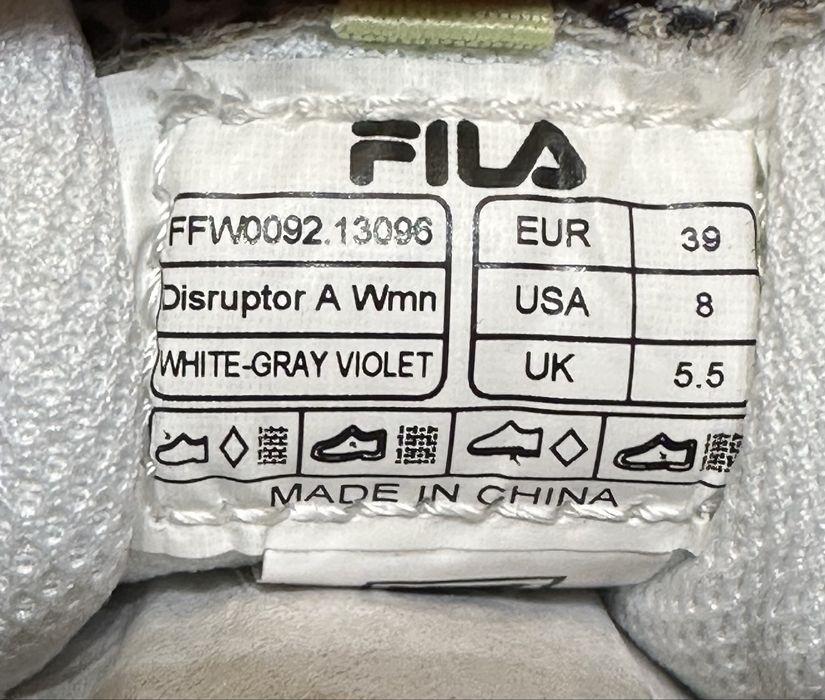 FILA
FFW0092.13096
Disruptor A Wmn
WHITE-GRAY VIOLET
EUR 39
USA 8
UK 5.5
MADE IN CHINA